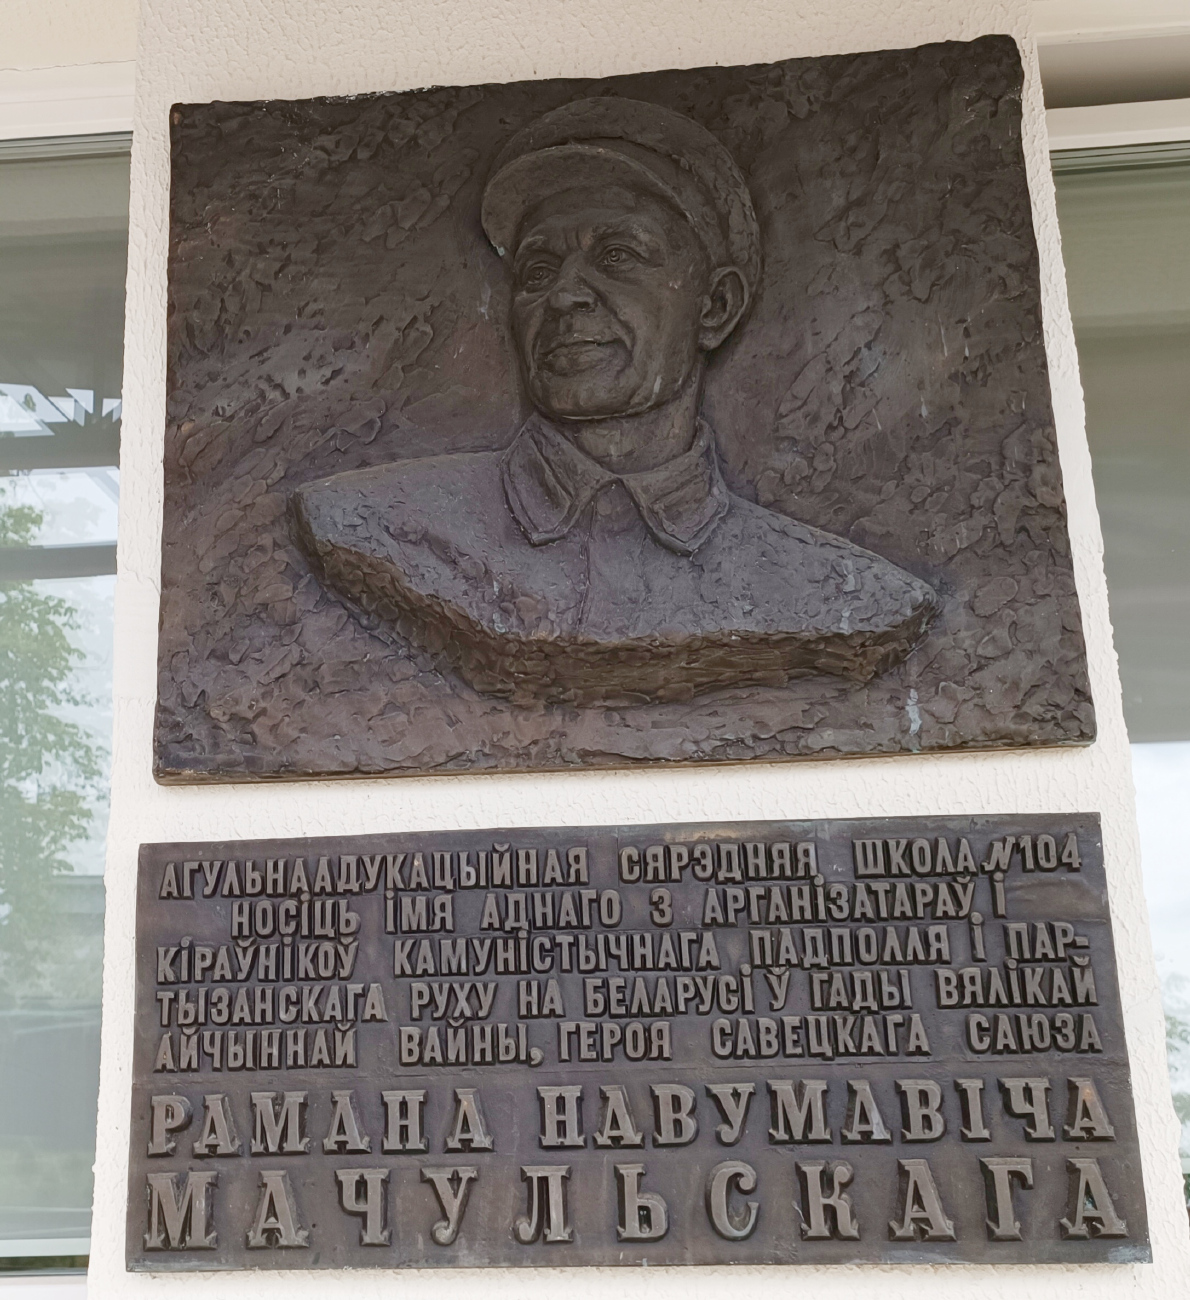 АГУЛЬНААДУКАЦЫЙНАЯ СЯРЭДНЯЯ ШКОЛА №104
НОСІЦЬ ІМЯ АДНАГО З АРГАНІЗАТАРАЎ І
КІРАЎНІКОЎ КАМУНІСТЫЧНАГА ПАДПОЛЛЯ І ПАР-
ТЫЗАНСКАГА РУХУ НА БЕЛАРУСІ Ў ГАДЫ ВЯЛІКАЙ
АЙЧЫННАЙ ВАЙНЫ, ГЕРОЯ САВЕЦКАГА САЮЗА
РАМАНА НАВУМАВІЧА
МАЧУЛЬСКАГА